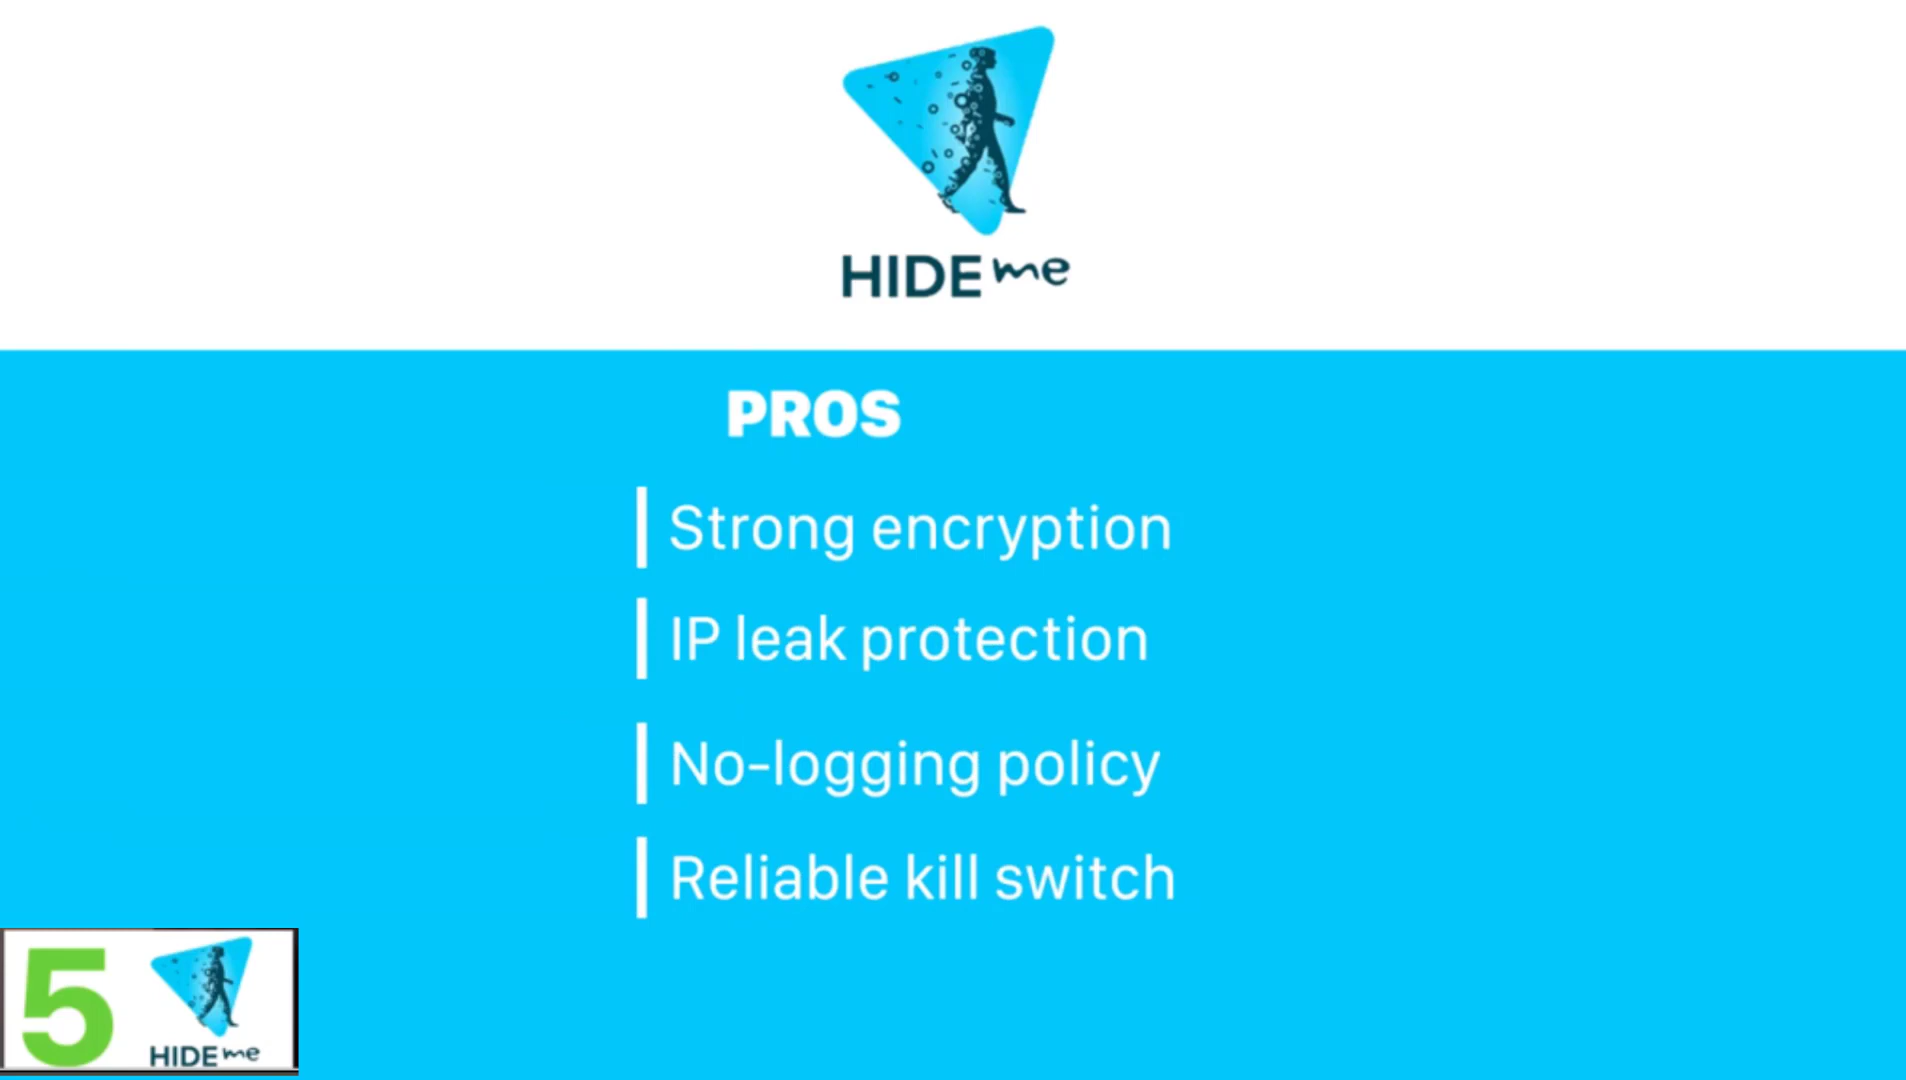 HIDE me
PROS
Strong encryption
IP leak protection
No-logging policy
Reliable kill switch
5
HIDE me